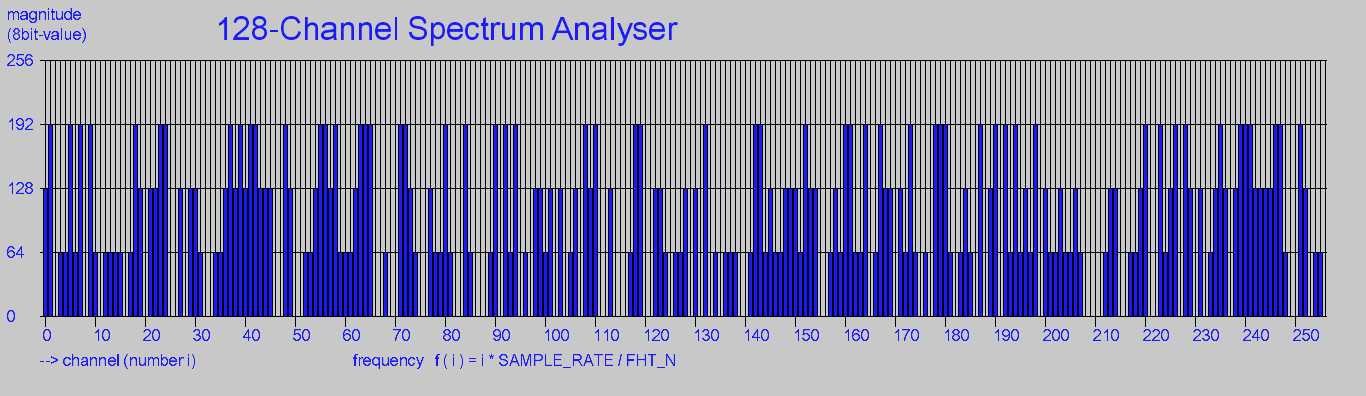 magnitude
(8bit-value)
128-Channel Spectrum Analyser
256
192
128
64
0
0 10 20 30 40 50 60 70 80 90 100 110 120 130 140 150 160 170 180 190 200 210 220 230 240 250
--> channel (number i) frequency f ( i ) = i * SAMPLE_RATE / FHT_N